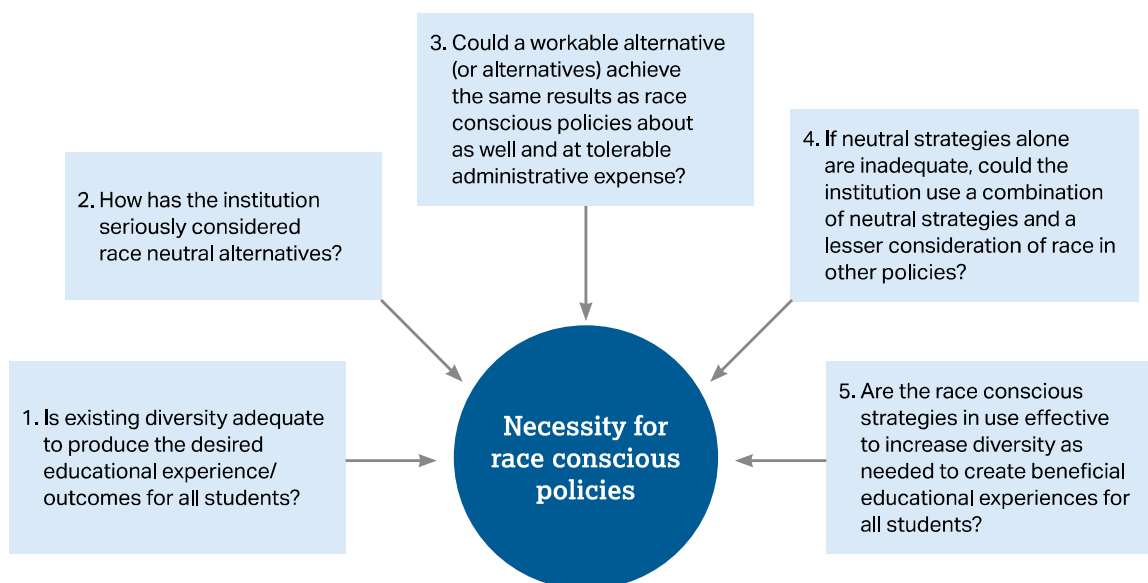 1. Is existing diversity adequate
to produce the desired
educational experience/
outcomes for all students?
2. How has the institution
seriously considered
race neutral alternatives?
3. Could a workable alternative
(or alternatives) achieve
the same results as race
conscious policies about
as well and at tolerable
administrative expense?
4. If neutral strategies alone
are inadequate, could the
institution use a combination
of neutral strategies and a
lesser consideration of race in
other policies?
5. Are the race conscious
strategies in use effective
to increase diversity as
needed to create beneficial
educational experiences for
all students?
Necessity for
race conscious
policies